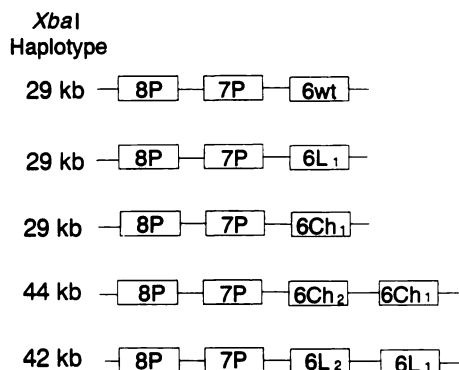 XbaI
Haplotype
29 kb 8P 7P 6wt
29 kb 8P 7P 6L₁
29 kb 8P 7P 6Ch₁
44 kb 8P 7P 6Ch₂ 6Ch₁
42 kb 8P 7P 6L₂ 6L₁